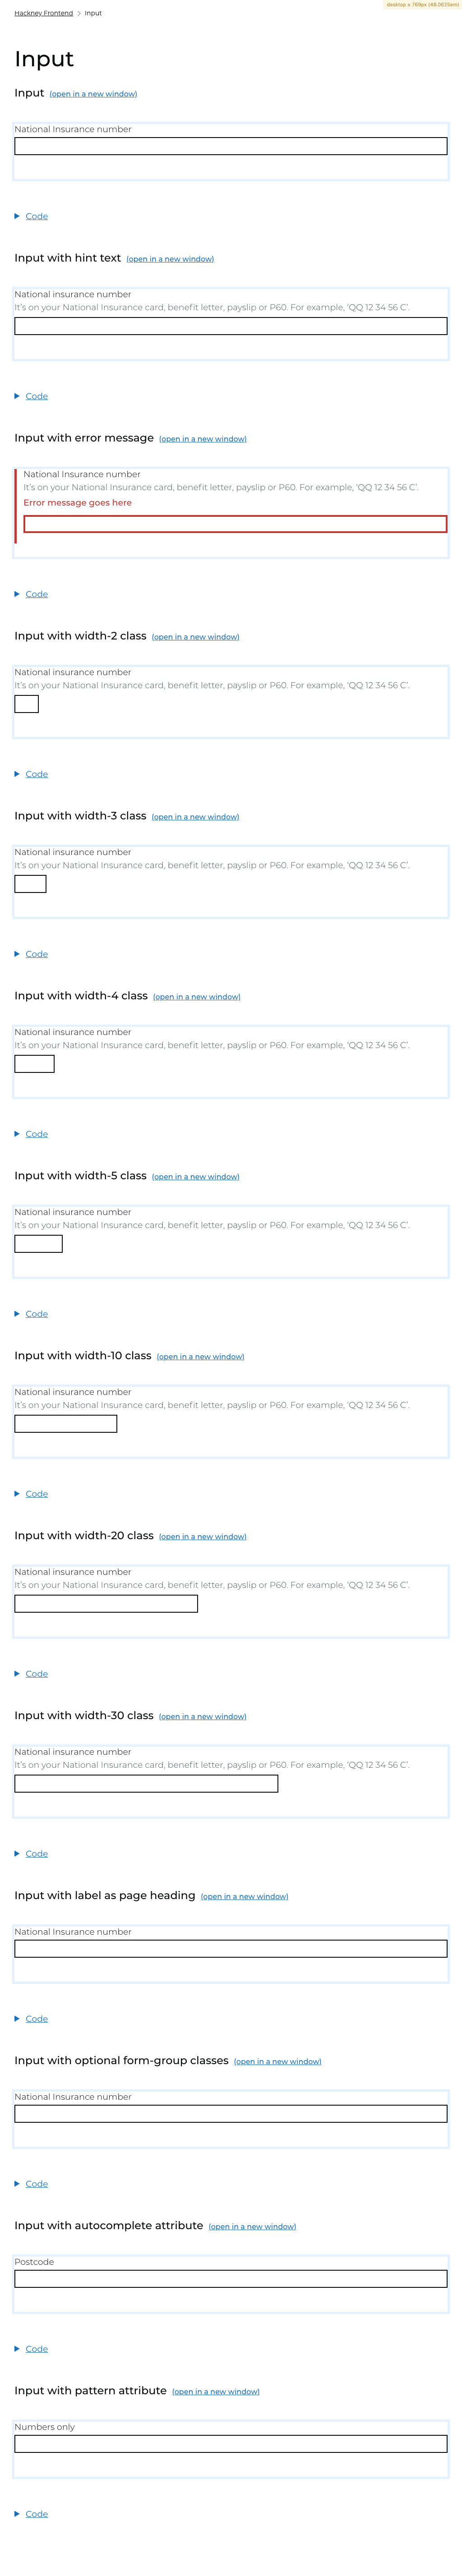 desktop ≥ 769px (48.0625em)
Hackney Frontend > Input
Input
Input (open in a new window)
National Insurance number
Code
Input with hint text (open in a new window)
National insurance number
It's on your National Insurance card, benefit letter, payslip or P60. For example, ‘QQ 12 34 56 C’.
Code
Input with error message (open in a new window)
National Insurance number
It's on your National Insurance card, benefit letter, payslip or P60. For example, ‘QQ 12 34 56 C’.
Error message goes here
Code
Input with width-2 class (open in a new window)
National insurance number
It's on your National Insurance card, benefit letter, payslip or P60. For example, ‘QQ 12 34 56 C’.
Code
Input with width-3 class (open in a new window)
National insurance number
It's on your National Insurance card, benefit letter, payslip or P60. For example, ‘QQ 12 34 56 C’.
Code
Input with width-4 class (open in a new window)
National insurance number
It's on your National Insurance card, benefit letter, payslip or P60. For example, ‘QQ 12 34 56 C’.
Code
Input with width-5 class (open in a new window)
National insurance number
It's on your National Insurance card, benefit letter, payslip or P60. For example, ‘QQ 12 34 56 C’.
Code
Input with width-10 class (open in a new window)
National insurance number
It's on your National Insurance card, benefit letter, payslip or P60. For example, ‘QQ 12 34 56 C’.
Code
Input with width-20 class (open in a new window)
National insurance number
It's on your National Insurance card, benefit letter, payslip or P60. For example, ‘QQ 12 34 56 C’.
Code
Input with width-30 class (open in a new window)
National insurance number
It's on your National Insurance card, benefit letter, payslip or P60. For example, ‘QQ 12 34 56 C’.
Code
Input with label as page heading (open in a new window)
National Insurance number
Code
Input with optional form-group classes (open in a new window)
National Insurance number
Code
Input with autocomplete attribute (open in a new window)
Postcode
Code
Input with pattern attribute (open in a new window)
Numbers only
Code